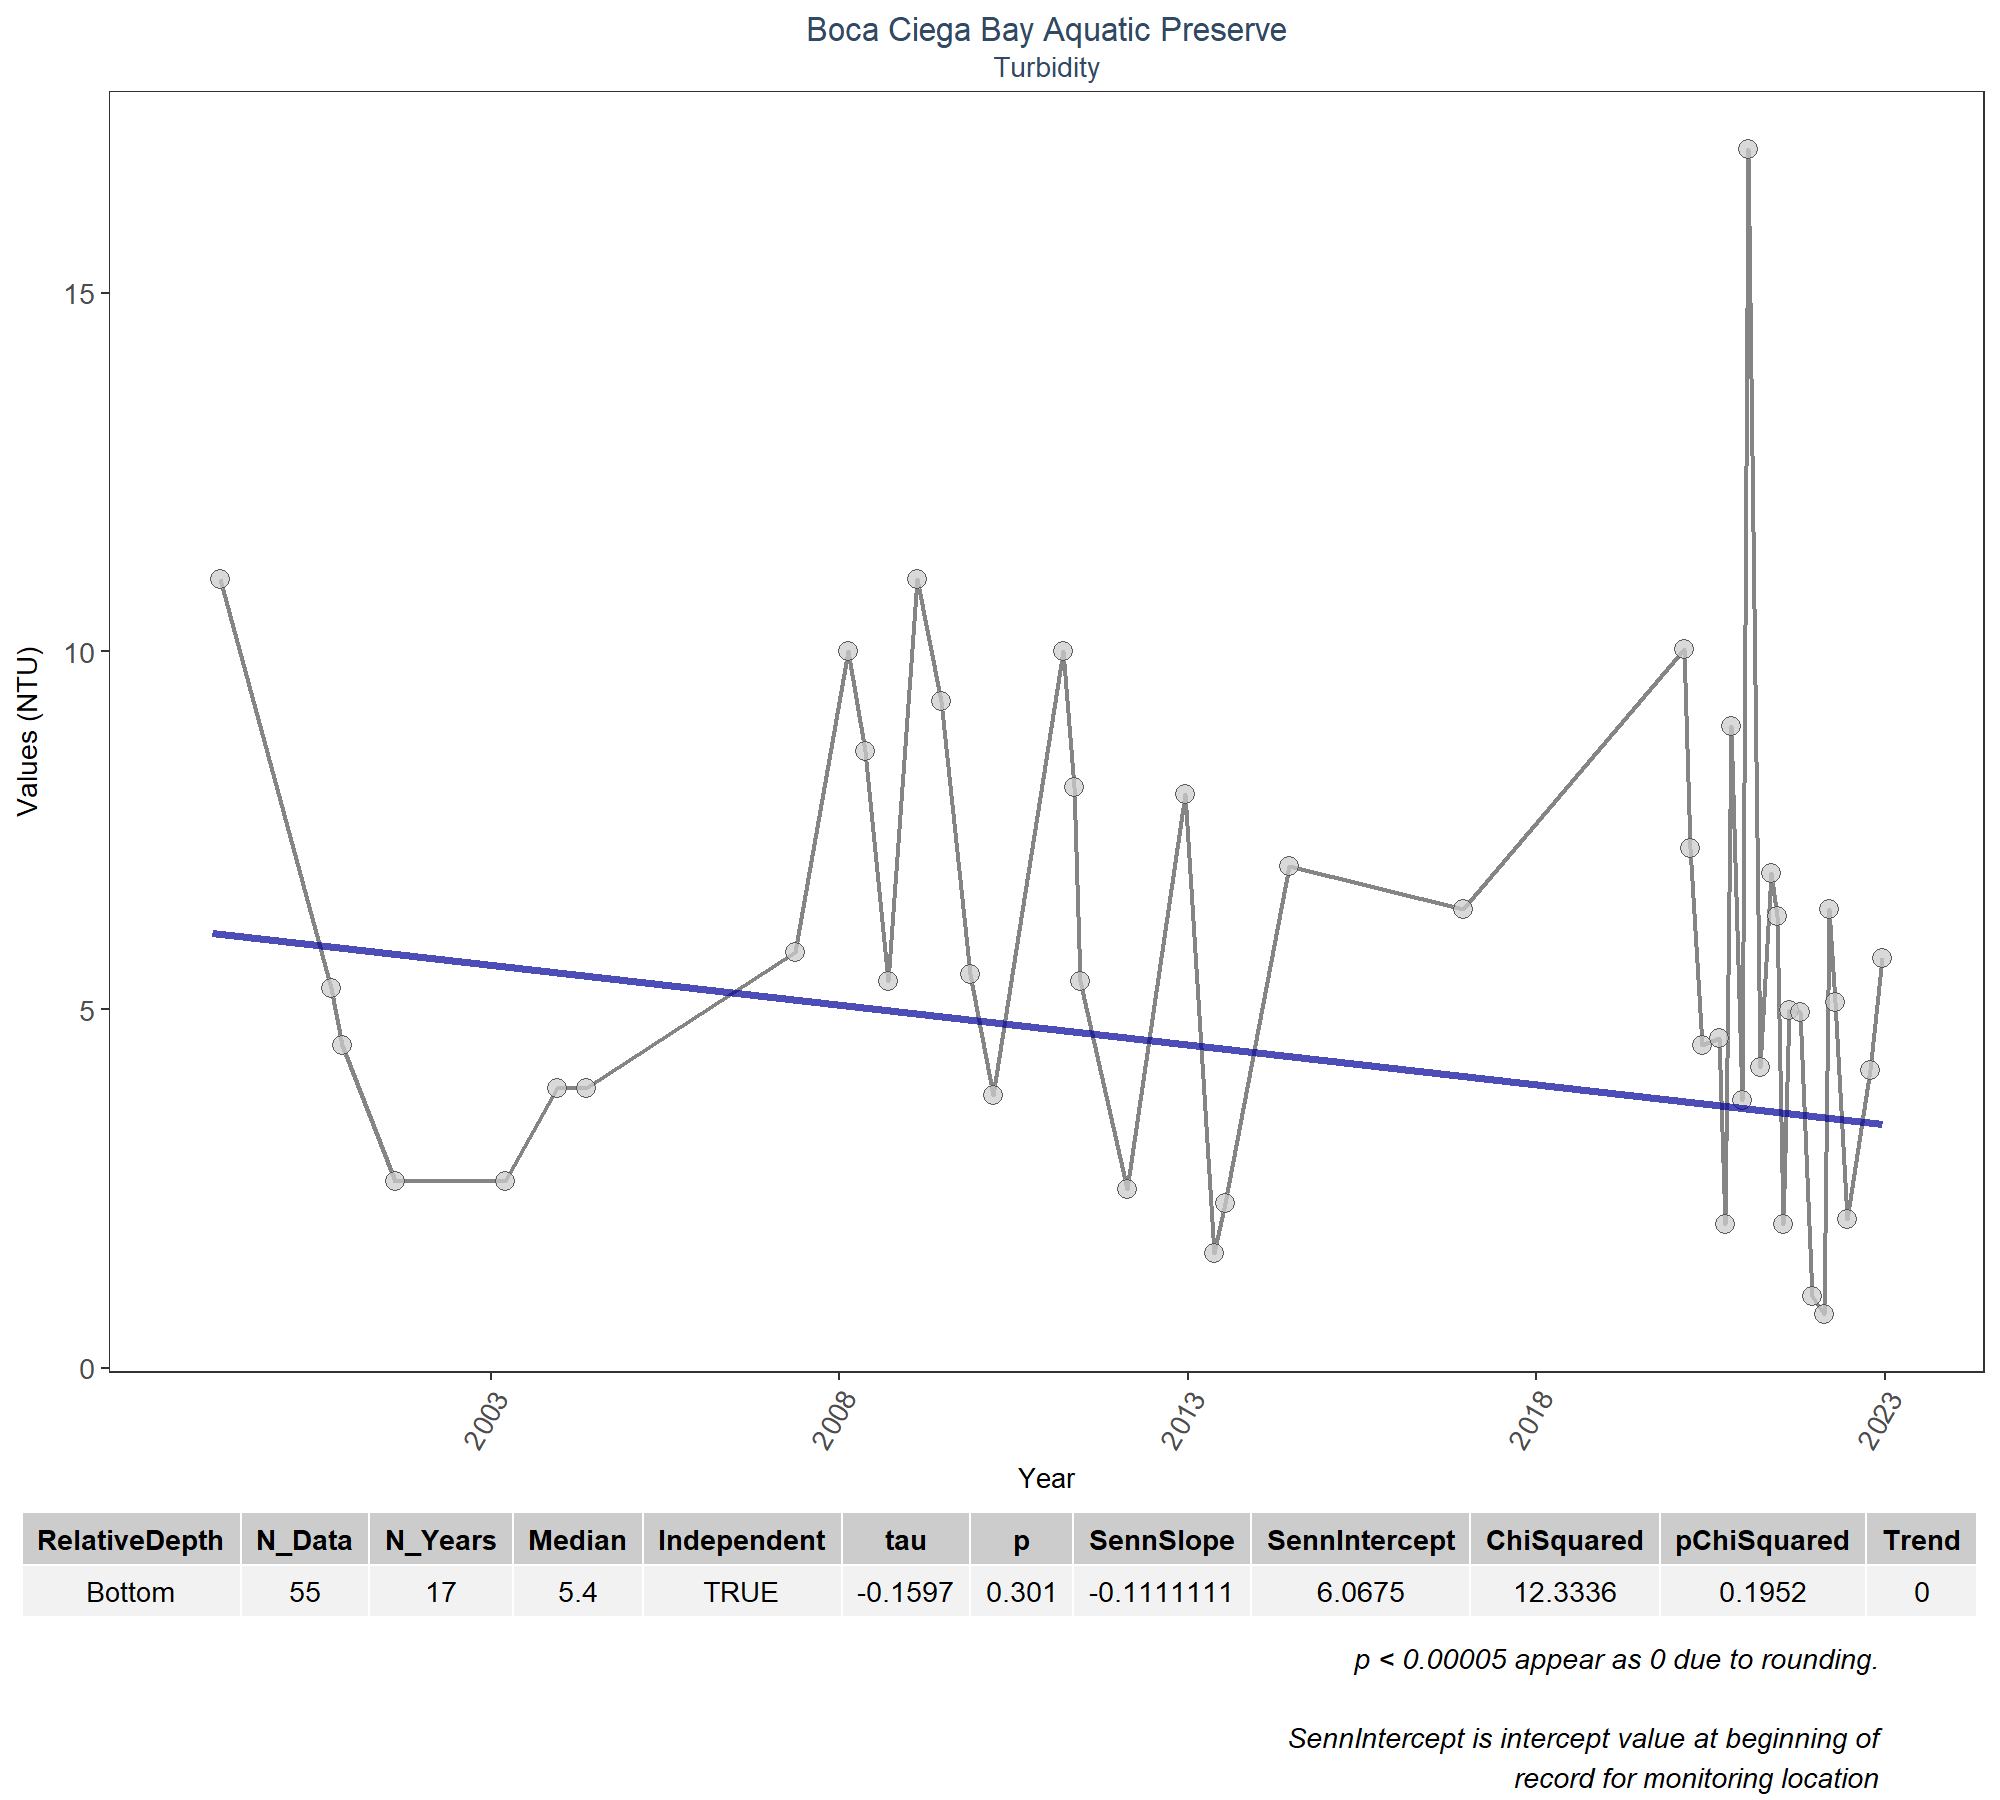 Boca Ciega Bay Aquatic Preserve
Turbidity
Values (NTU)
15
10
5
0
2003 2008 2013 2018 2023
Year
RelativeDepth N_Data N_Years Median Independent tau p SennSlope SennIntercept ChiSquared pChiSquared Trend
Bottom 55 17 5.4 TRUE -0.1597 0.301 -0.1111111 6.0675 12.3336 0.1952 0
p < 0.00005 appear as 0 due to rounding.
SennIntercept is intercept value at beginning of
record for monitoring location